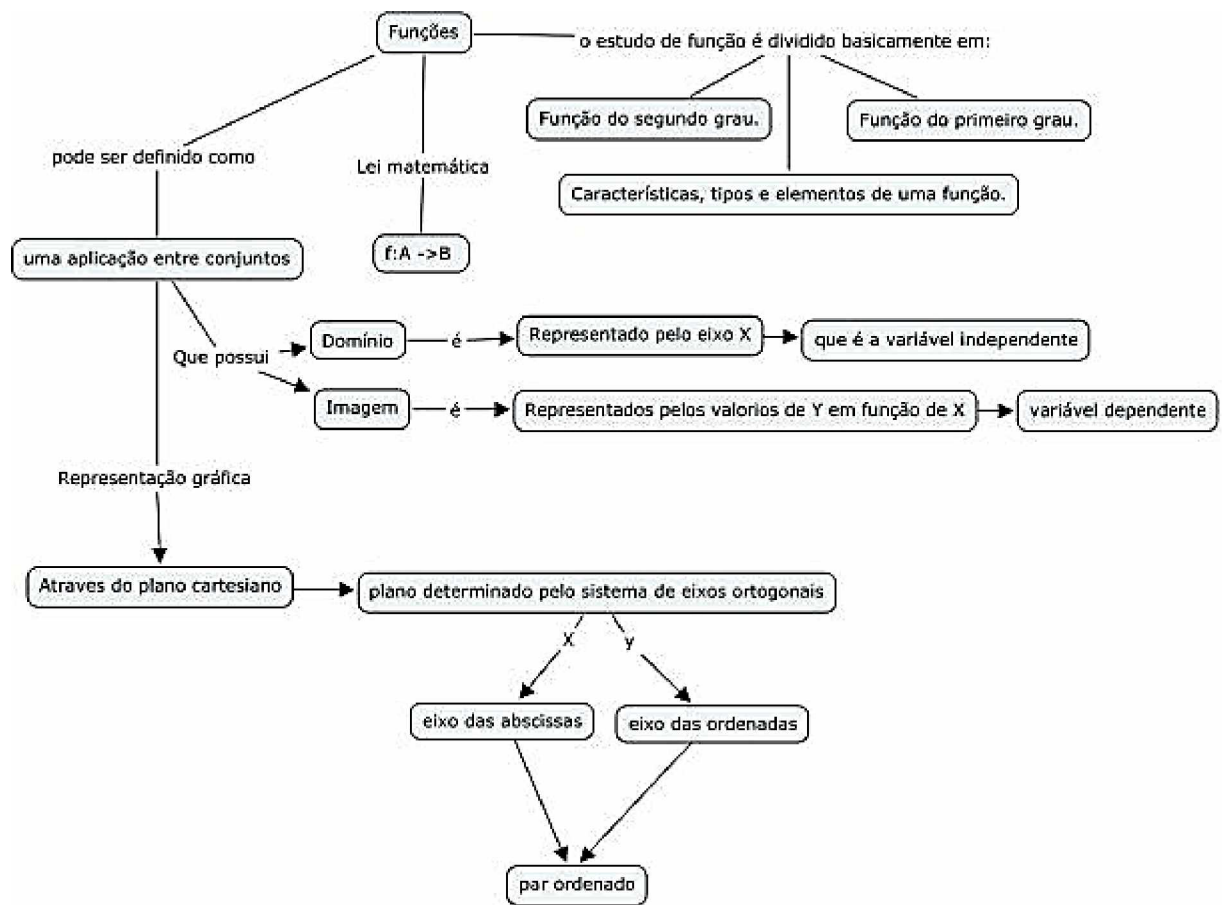 Funções
o estudo de função é dividido basicamente em:
Função do segundo grau.
Função do primeiro grau.
pode ser definido como
Lei matemática
Características, tipos e elementos de uma função.
uma aplicação entre conjuntos
f:A ->B
Domínio
é
Representado pelo eixo X
que é a variável independente
Que possui
Imagem
é
Representados pelos valorios de Y em função de X
variável dependente
Representação gráfica
Atraves do plano cartesiano
plano determinado pelo sistema de eixos ortogonais
X
y
eixo das abscissas
eixo das ordenadas
par ordenado